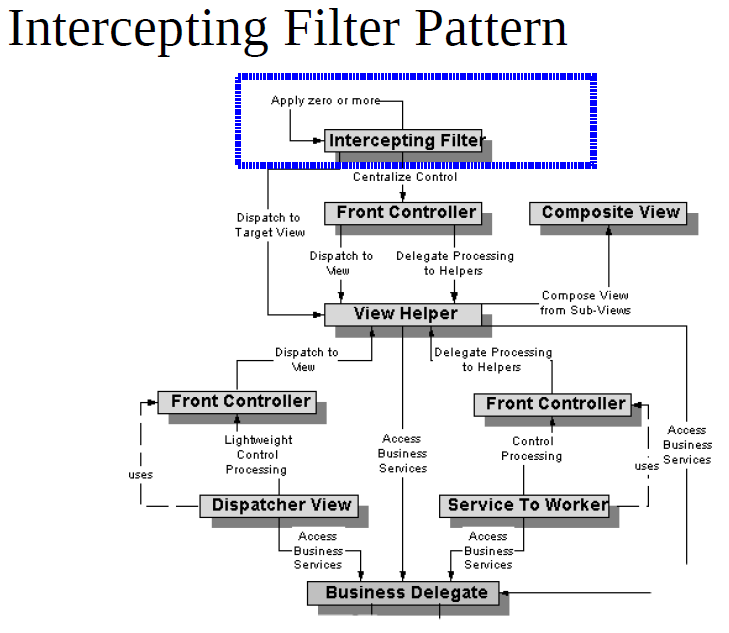 Intercepting Filter Pattern
Apply zero or more
Intercepting Filter
Centralize Control
Dispatch to
Target View
Front Controller
Composite View
Dispatch to
View
Delegate Processing
to Helpers
Compose View
from Sub-Views
View Helper
Dispatch to
View
Delegate Processing
to Helpers
Front Controller
Front Controller
Lightweight
Control
Processing
Access
Business
Services
Control
Processing
Access
Business
Services
uses
uses
Dispatcher View
Service To Worker
Access
Business
Services
Access
Business
Services
Business Delegate